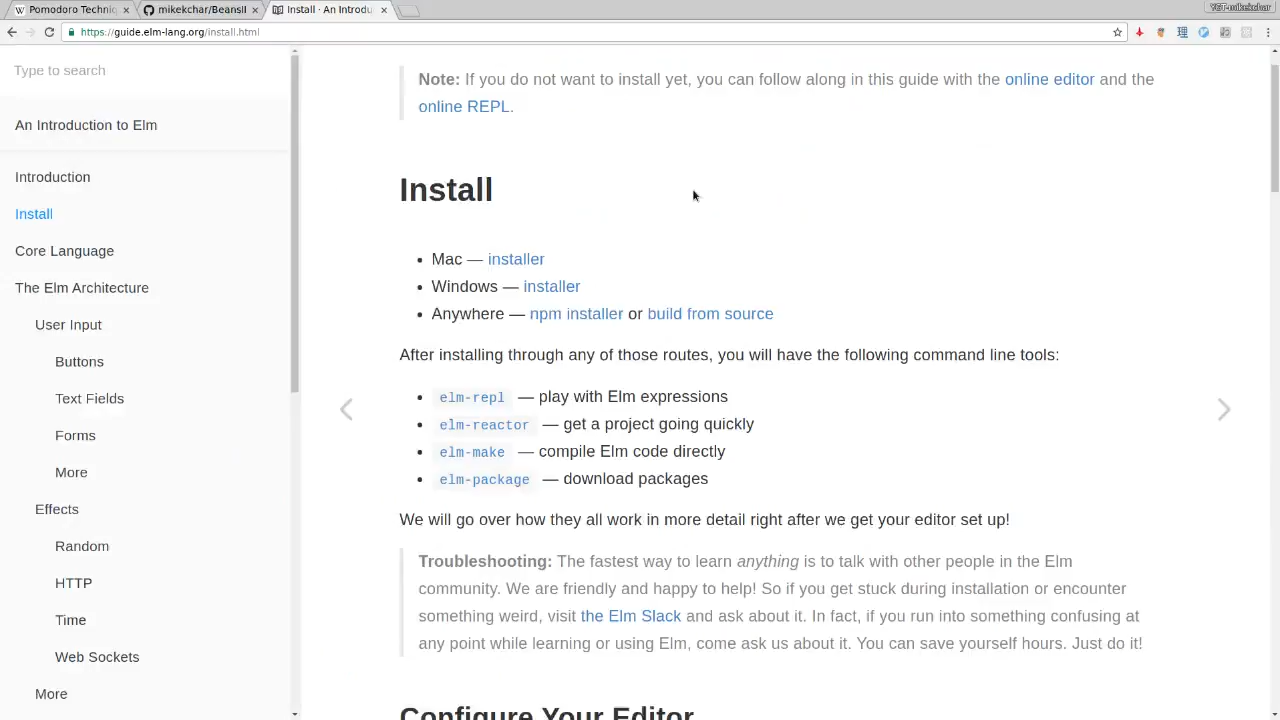 Pomodoro Techniq
mikekchar/Beansll
Install · An Introdu
YCT-mikekchar
https://guide.elm-lang.org/install.html
Type to search
An Introduction to Elm
Introduction
Install
Core Language
The Elm Architecture
User Input
Buttons
Text Fields
Forms
More
Effects
Random
HTTP
Time
Web Sockets
More
Note: If you do not want to install yet, you can follow along in this guide with the online editor and the
online REPL.
Install
• Mac — installer
• Windows — installer
• Anywhere — npm installer or build from source
After installing through any of those routes, you will have the following command line tools:
• elm-repl — play with Elm expressions
• elm-reactor — get a project going quickly
• elm-make — compile Elm code directly
• elm-package — download packages
We will go over how they all work in more detail right after we get your editor set up!
Troubleshooting: The fastest way to learn anything is to talk with other people in the Elm
community. We are friendly and happy to help! So if you get stuck during installation or encounter
something weird, visit the Elm Slack and ask about it. In fact, if you run into something confusing at
any point while learning or using Elm, come ask us about it. You can save yourself hours. Just do it!
Configure Your Editor